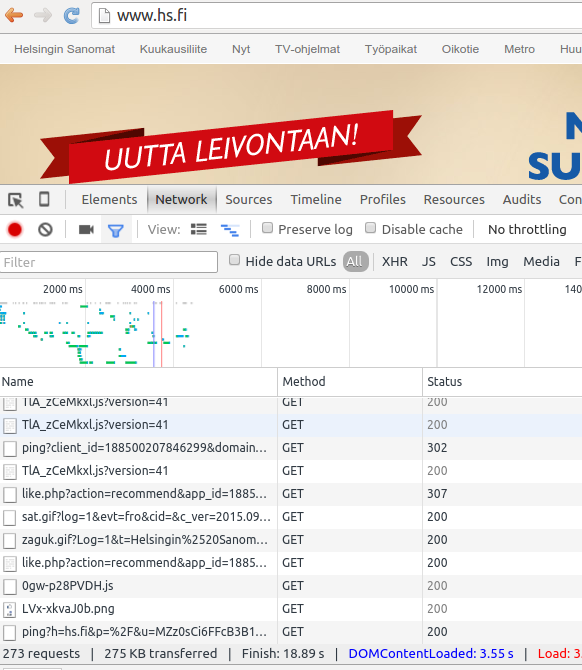 www.hs.fi
Helsingin Sanomat Kuukausiliite Nyt TV-ohjelmat Työpaikat Oikotie Metro Huu
UUTTA LEIVONTAAN!
N
SU
Elements Network Sources Timeline Profiles Resources Audits Con
View: Preserve log Disable cache No throttling
Filter Hide data URLs All XHR JS CSS Img Media F
2000 ms 4000 ms 6000 ms 8000 ms 10000 ms 12000 ms 140
Name Method Status
TlA_zCeMkxl.js?version=41 GET 200
TlA_zCeMkxl.js?version=41 GET 200
ping?client_id=188500207846299&domain... GET 302
TlA_zCeMkxl.js?version=41 GET 200
like.php?action=recommend&app_id=1885... GET 307
sat.gif?log=1&evt=fro&cid=&c_ver=2015.09... GET 200
zaguk.gif?Log=1&t=Helsingin%2520Sanom... GET 200
like.php?action=recommend&app_id=1885... GET 200
0gw-p28PVDH.js GET 200
LVx-xkvaJ0b.png GET 200
ping?h=hs.fi&p=%2F&u=MZz0sCi6FFcB3B1... GET 200
273 requests | 275 KB transferred | Finish: 18.89 s | DOMContentLoaded: 3.55 s | Load: 3.